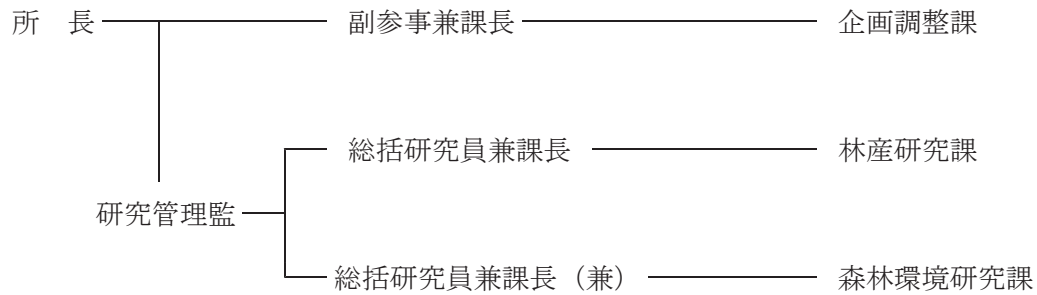 所　長 副参事兼課長 企画調整課
総括研究員兼課長 林産研究課
研究管理監
総括研究員兼課長（兼） 森林環境研究課